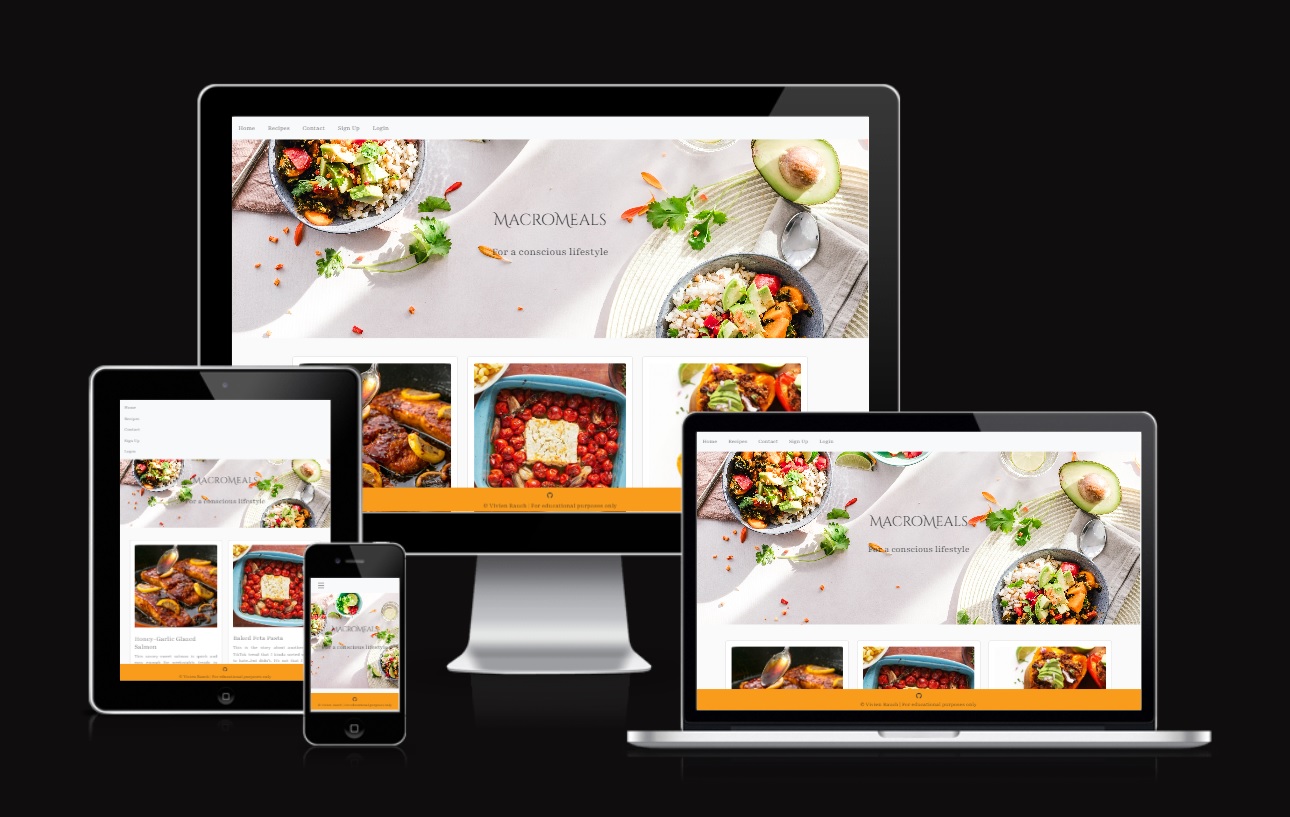 Home Recipes Contact Sign Up Login
MACROMEALS
For a conscious lifestyle
© Vivien Rauch | For educational purposes only
Home
Recipes
Contact
Sign Up
Login
MACROMEALS
For a conscious lifestyle
Honey-Garlic Glazed
Salmon
Baked Feta Pasta
© Vivien Rauch | For educational purposes only
MACROMEALS
For a conscious lifestyle
Home Recipes Contact Sign Up Login
MACROMEALS
For a conscious lifestyle
© Vivien Rauch | For educational purposes only